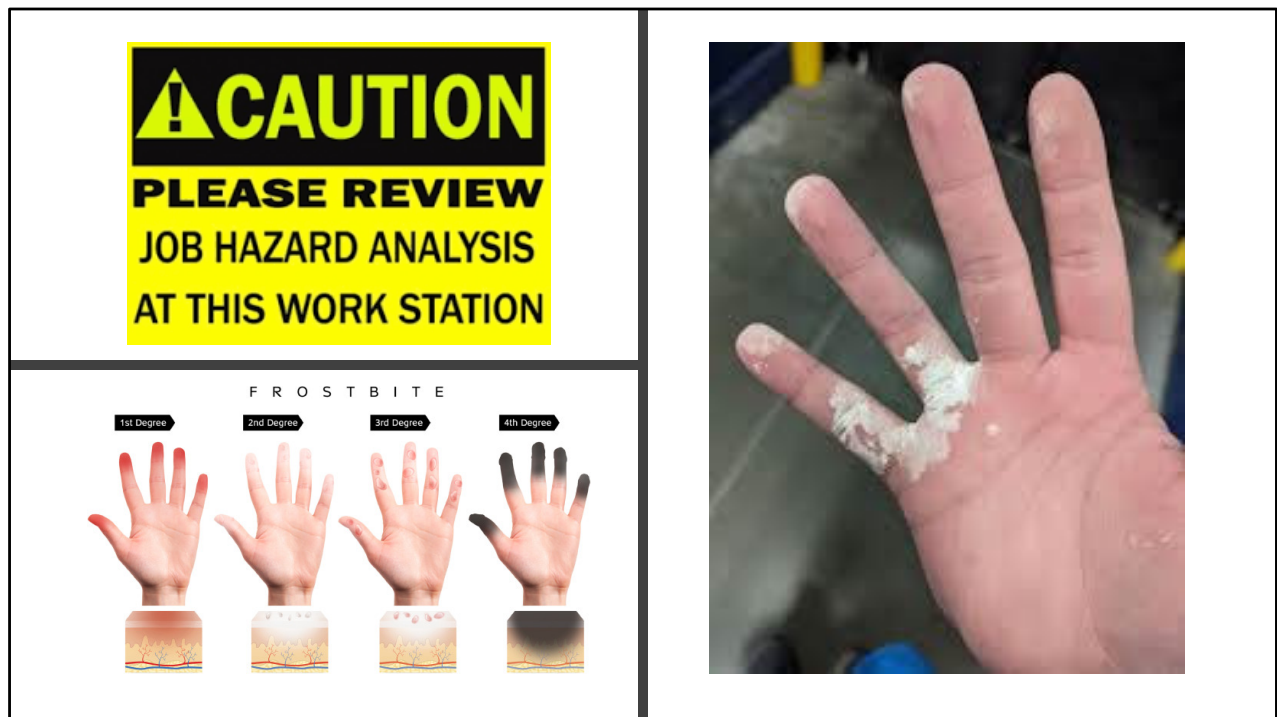 CAUTION
PLEASE REVIEW
JOB HAZARD ANALYSIS
AT THIS WORK STATION
FROSTBITE
1st Degree
2nd Degree
3rd Degree
4th Degree